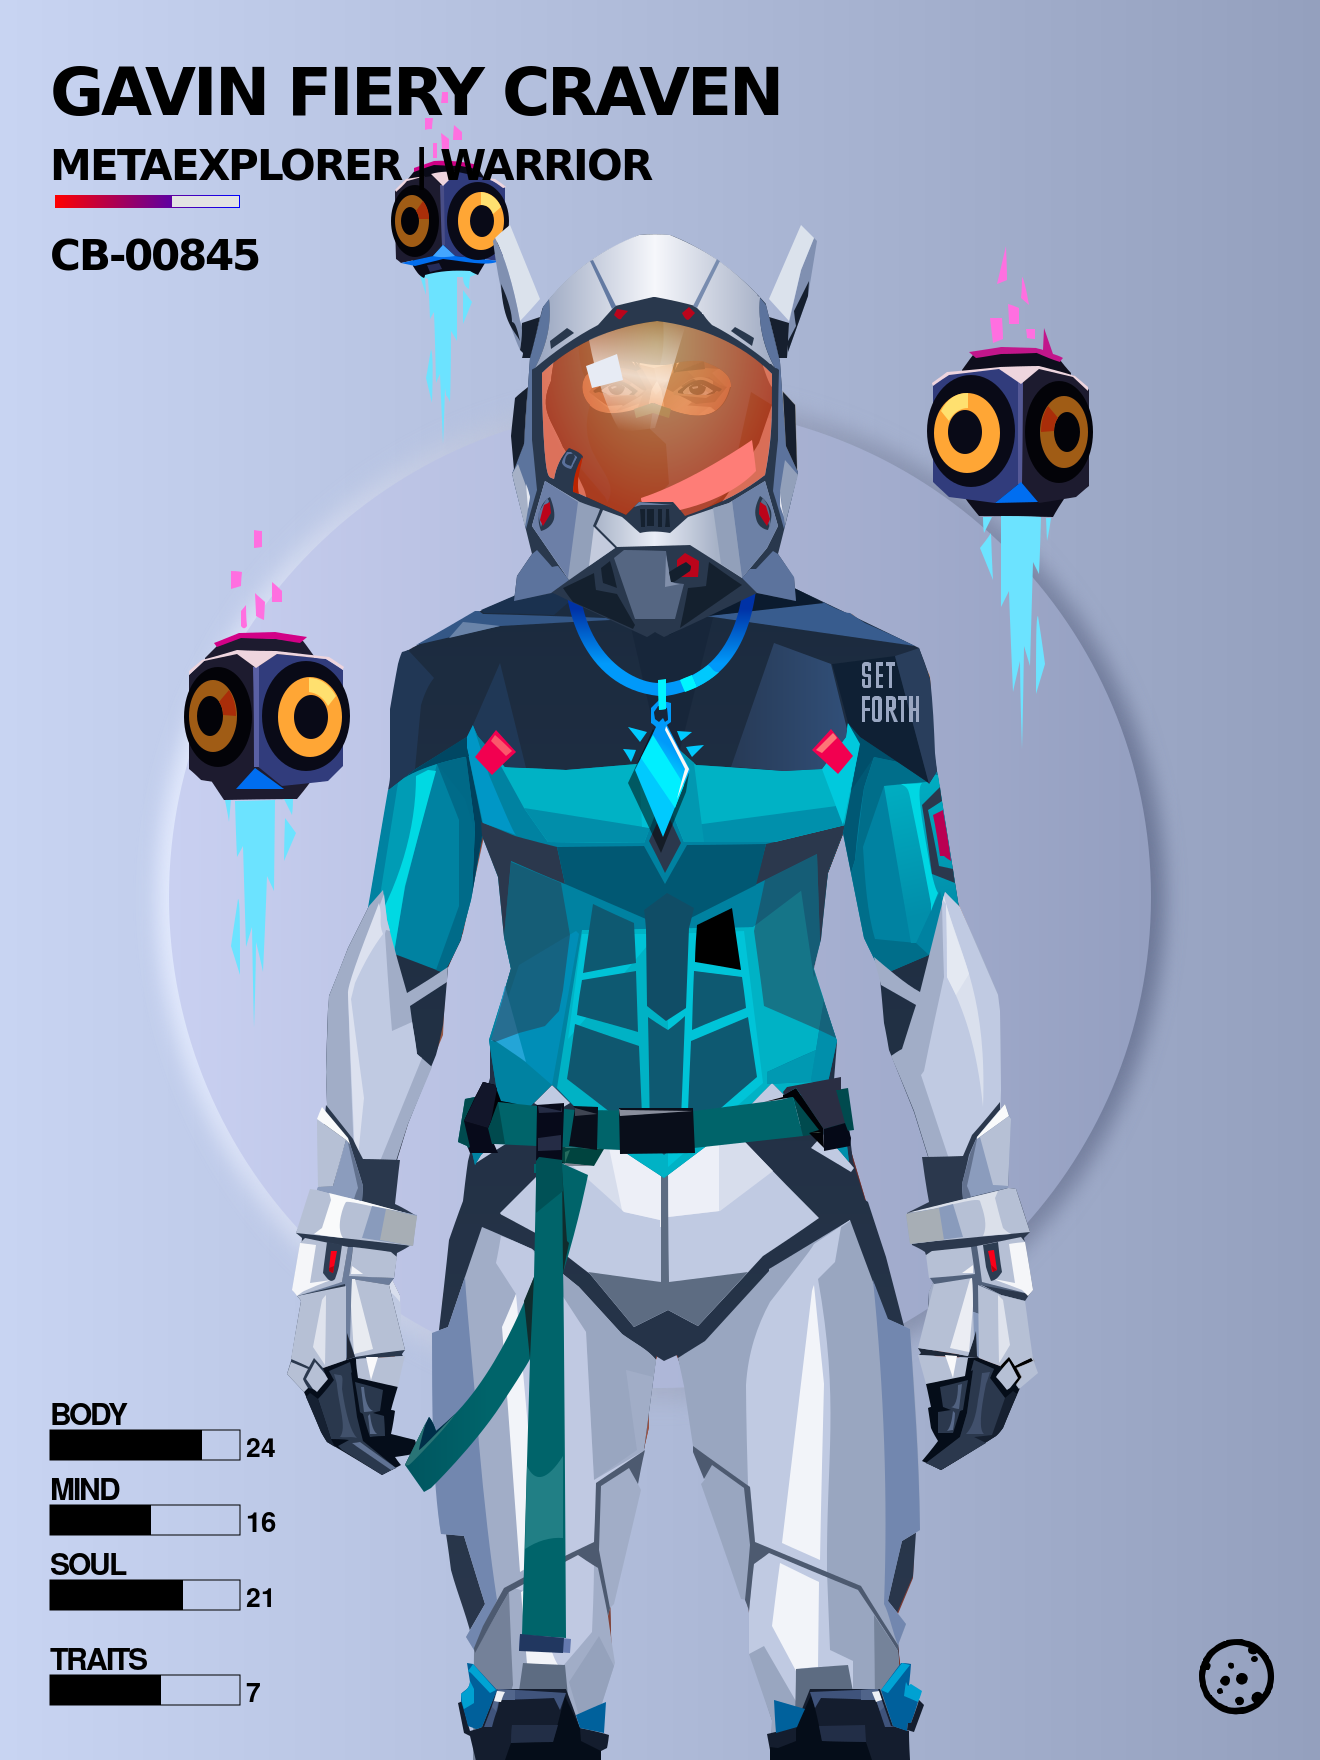 GAVIN FIERY CRAVEN
METAEXPLORER | WARRIOR
CB-00845
SET
FORTH
BODY
24
MIND
16
SOUL
21
TRAITS
7